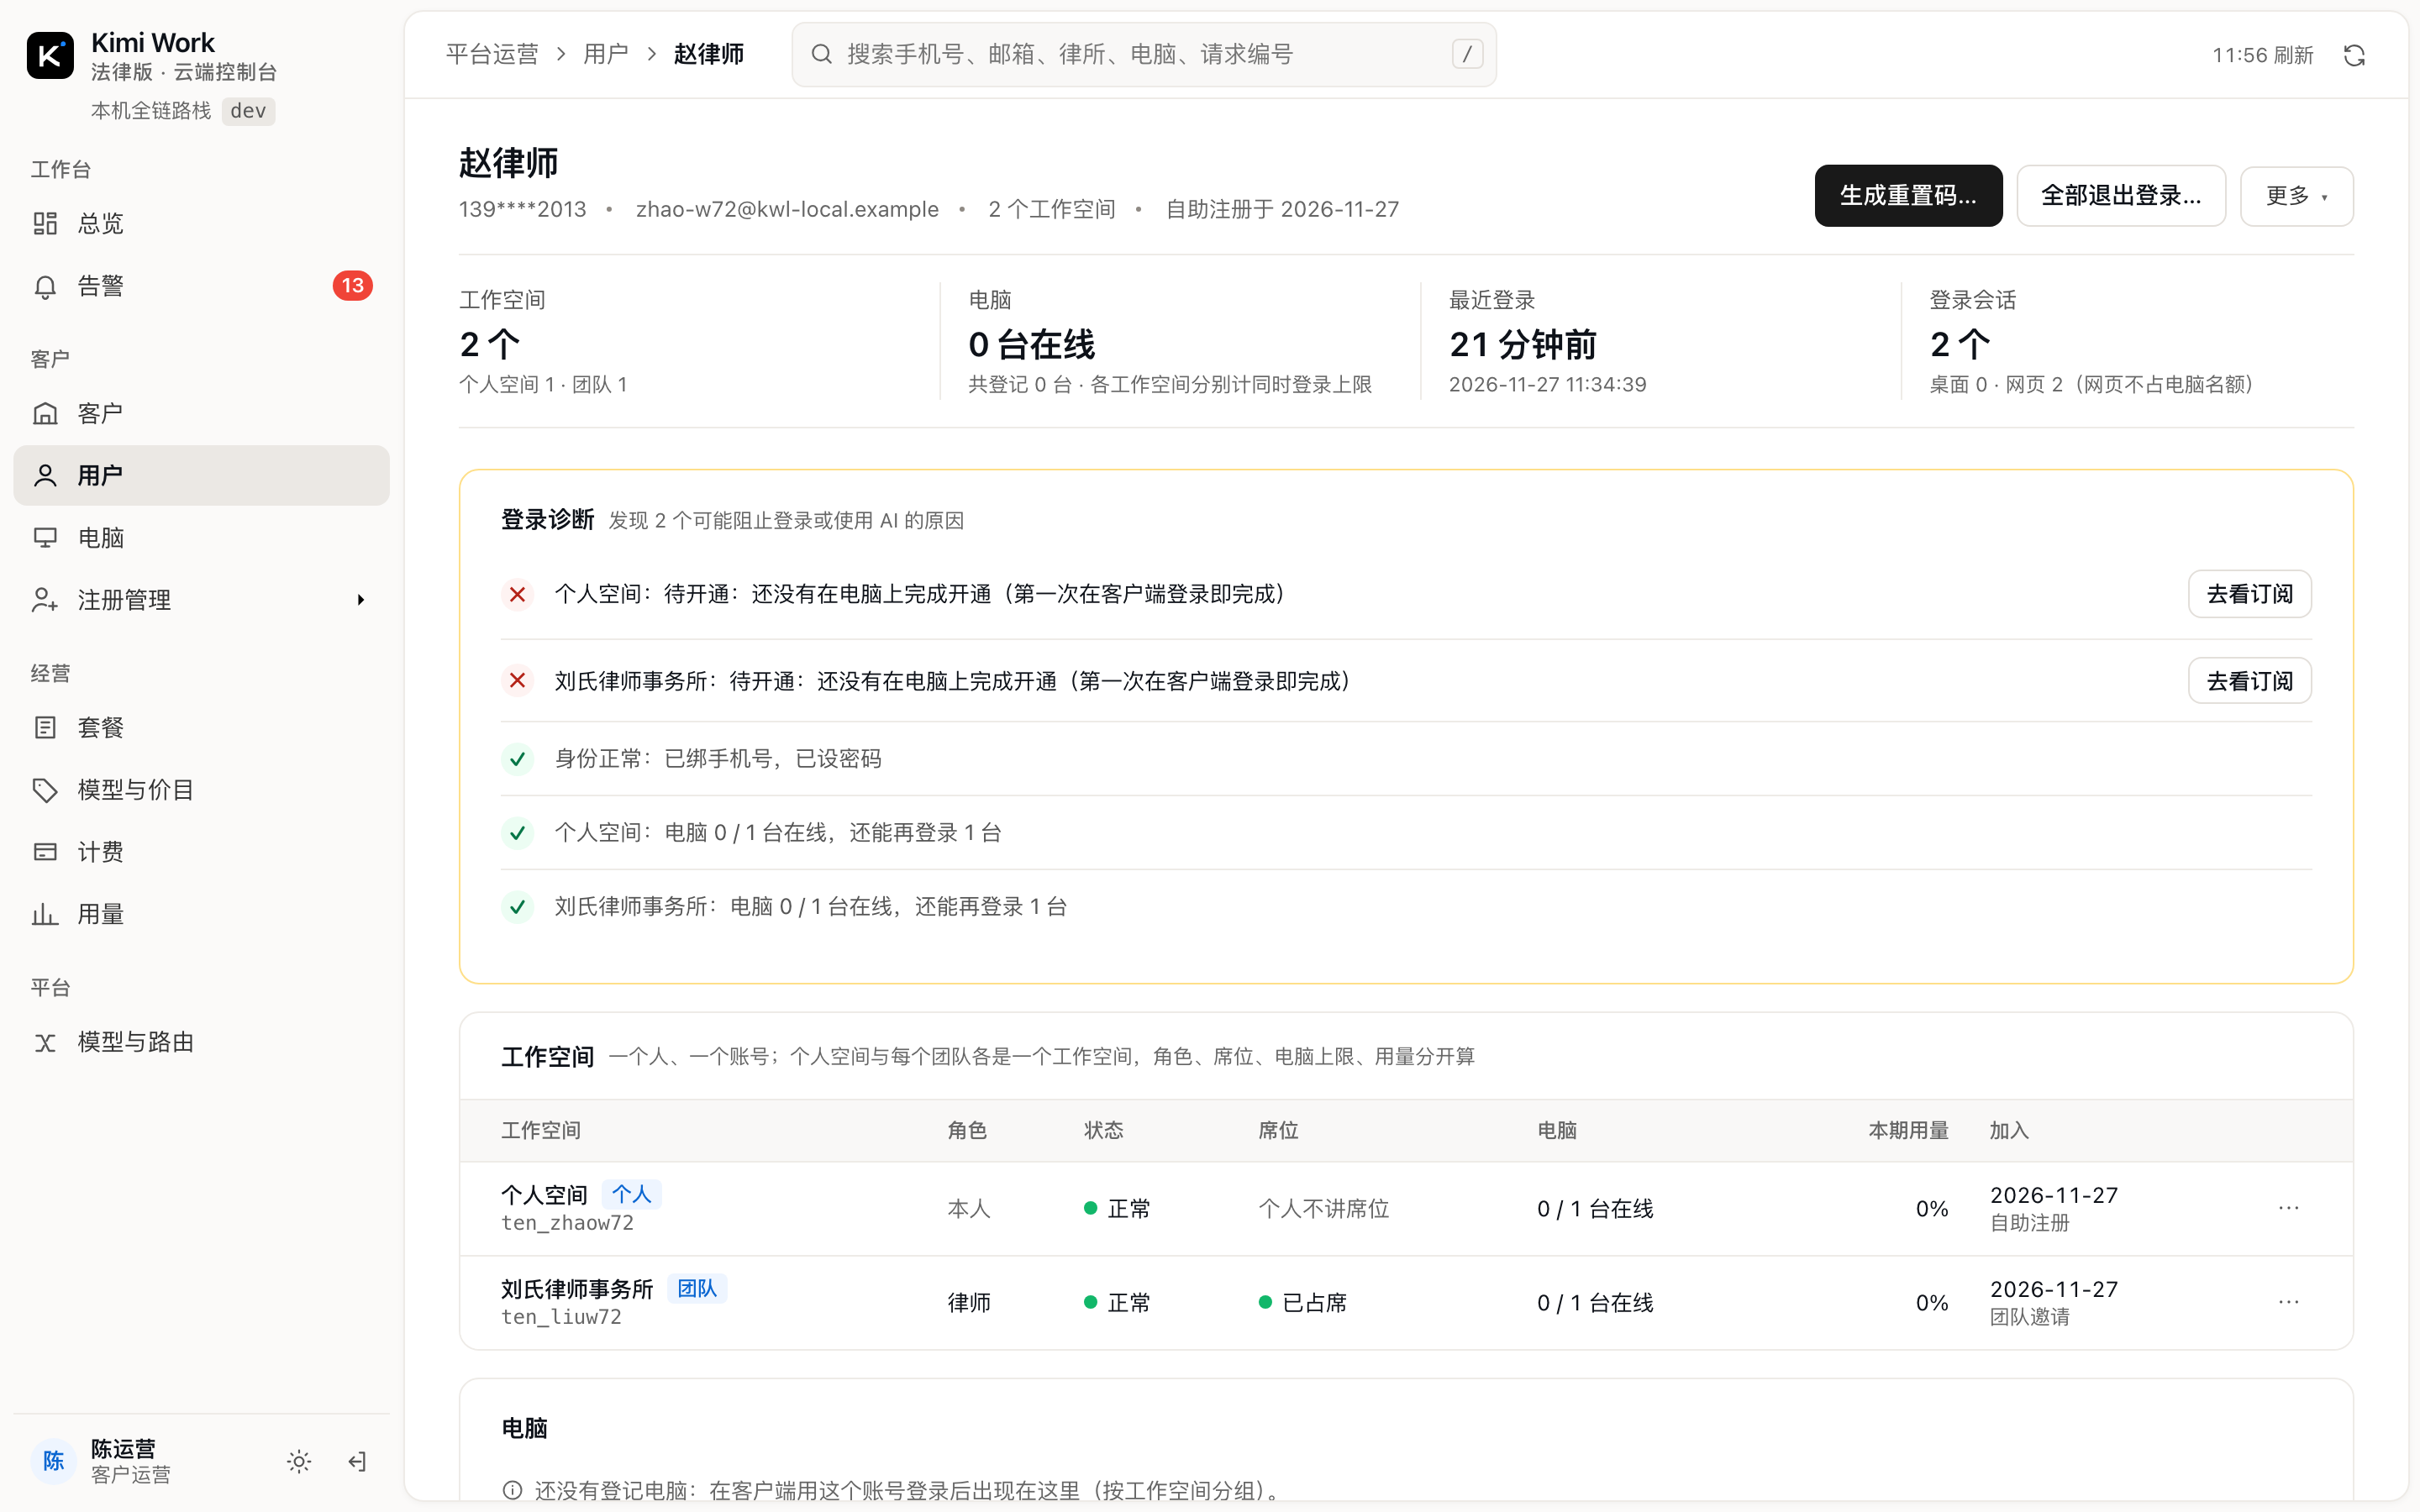 Kimi Work
法律版 · 云端控制台
本机全链路栈 dev
工作台
总览
告警 13
客户
客户
用户
电脑
注册管理
经营
套餐
模型与价目
计费
用量
平台
模型与路由
陈 陈运营
客户运营
平台运营 > 用户 > 赵律师
搜索手机号、邮箱、律所、电脑、请求编号 /
11:56 刷新
赵律师
139****2013 • zhao-w72@kwl-local.example • 2 个工作空间 • 自助注册于 2026-11-27
生成重置码... 全部退出登录... 更多
工作空间
2 个
个人空间 1 · 团队 1
电脑
0 台在线
共登记 0 台 · 各工作空间分别计同时登录上限
最近登录
21 分钟前
2026-11-27 11:34:39
登录会话
2 个
桌面 0 · 网页 2（网页不占电脑名额）
登录诊断 发现 2 个可能阻止登录或使用 AI 的原因
个人空间：待开通：还没有在电脑上完成开通（第一次在客户端登录即完成） 去看订阅
刘氏律师事务所：待开通：还没有在电脑上完成开通（第一次在客户端登录即完成） 去看订阅
身份正常：已绑手机号，已设密码
个人空间：电脑 0 / 1 台在线，还能再登录 1 台
刘氏律师事务所：电脑 0 / 1 台在线，还能再登录 1 台
工作空间 一个人、一个账号；个人空间与每个团队各是一个工作空间，角色、席位、电脑上限、用量分开算
工作空间 角色 状态 席位 电脑 本期用量 加入
个人空间 个人 本人 正常 个人不讲席位 0 / 1 台在线 0% 2026-11-27 ...
ten_zhaow72 自助注册
刘氏律师事务所 团队 律师 正常 已占席 0 / 1 台在线 0% 2026-11-27 ...
ten_liuw72 团队邀请
电脑
还没有登记电脑：在客户端用这个账号登录后出现在这里（按工作空间分组）。